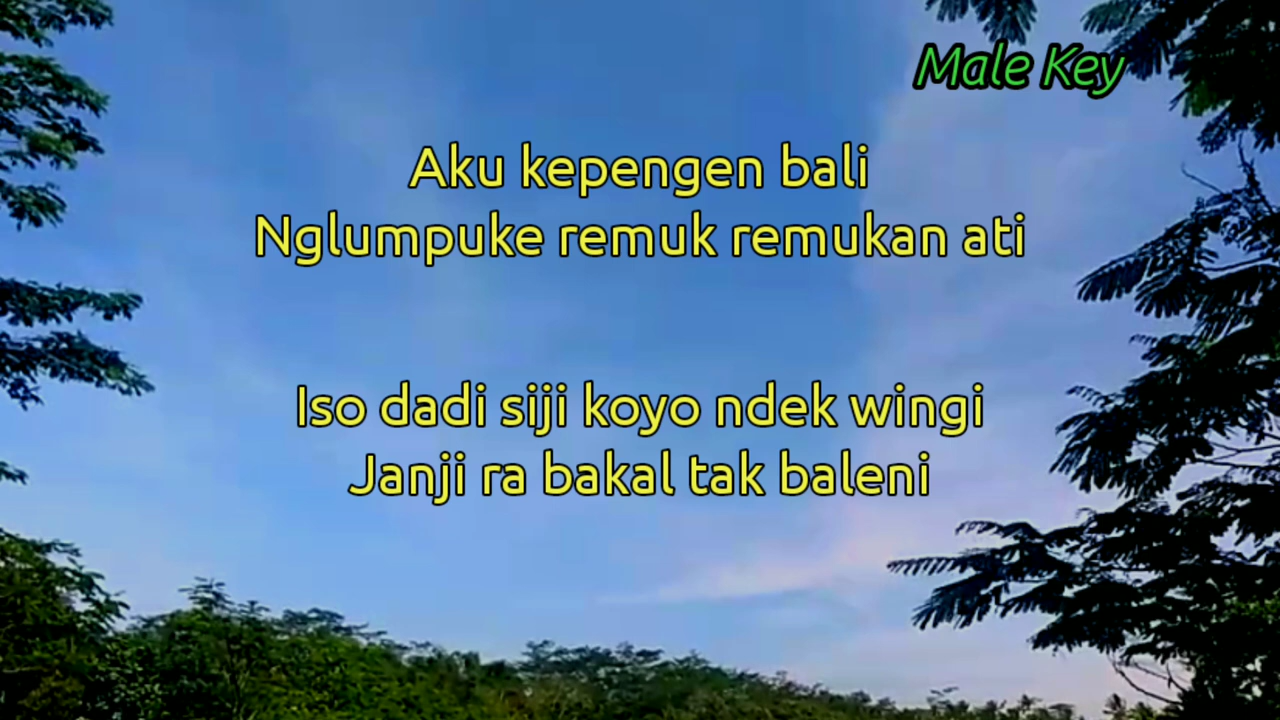 Male Key
Aku kepengen bali
Nglumpuke remuk remukan ati
Iso dadi siji koyo ndek wingi
Janji ra bakal tak baleni